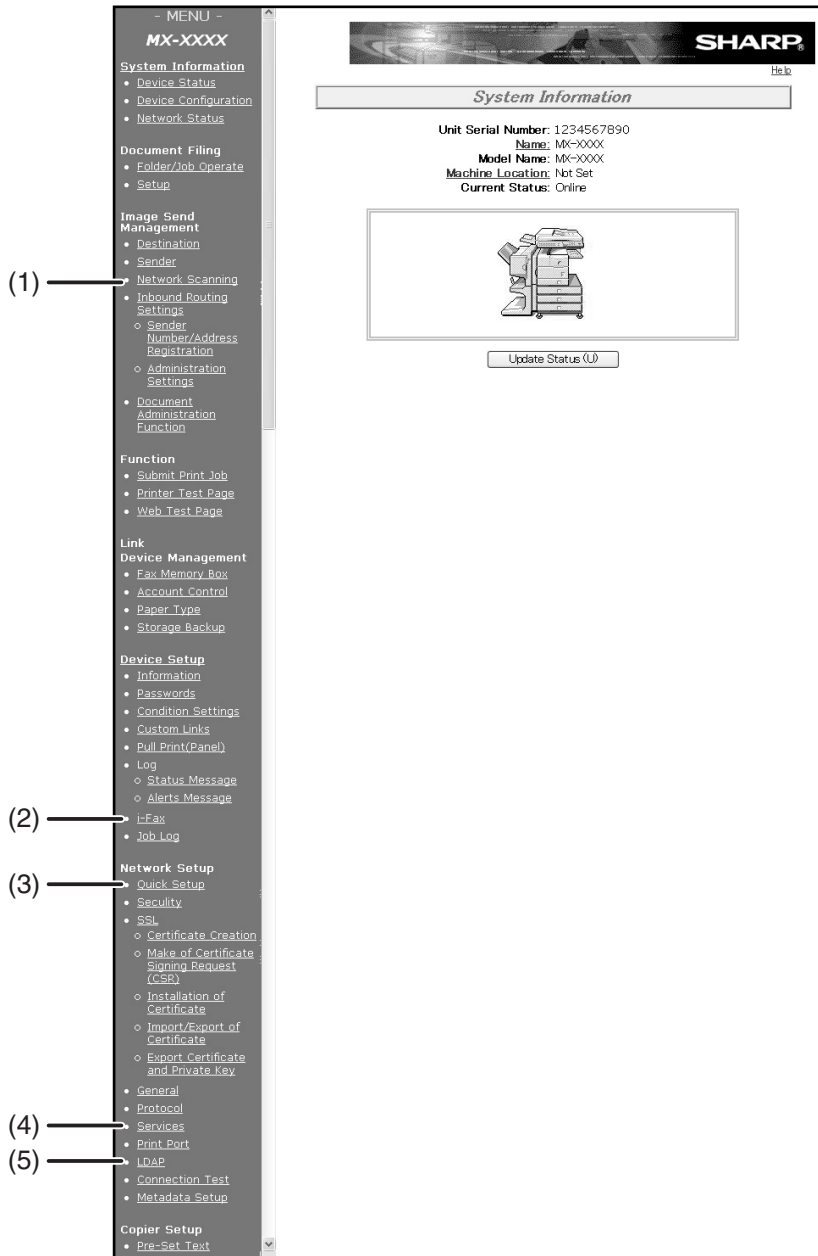 - MENU -
MX-XXXX
System Information
• Device Status
• Device Configuration
• Network Status
Document Filing
• Folder/Job Operate
• Setup
Image Send
Management
• Destination
• Sender
(1)
• Network Scanning
• Inbound Routing
Settings
○ Sender
Number/Address
Registration
○ Administration
Settings
• Document
Administration
Function
Function
• Submit Print Job
• Printer Test Page
• Web Test Page
Link
Device Management
• Fax Memory Box
• Account Control
• Paper Type
• Storage Backup
Device Setup
• Information
• Passwords
• Condition Settings
• Custom Links
• Pull Print(Panel)
• Log
○ Status Message
○ Alerts Message
(2)
• i-Fax
• Job Log
Network Setup
(3)
• Quick Setup
• Seculity
• SSL
○ Certificate Creation
○ Make of Certificate
Signing Request
(CSR)
○ Installation of
Certificate
○ Import/Export of
Certificate
○ Export Certificate
and Private Key
• General
• Protocol
(4)
• Services
• Print Port
(5)
• LDAP
• Connection Test
• Metadata Setup
Copier Setup
• Pre-Set Text
SHARP®
Help
System Information
Unit Serial Number: 1234567890
Name: MX-XXXX
Model Name: MX-XXXX
Machine Location: Not Set
Current Status: Online
Update Status(U)